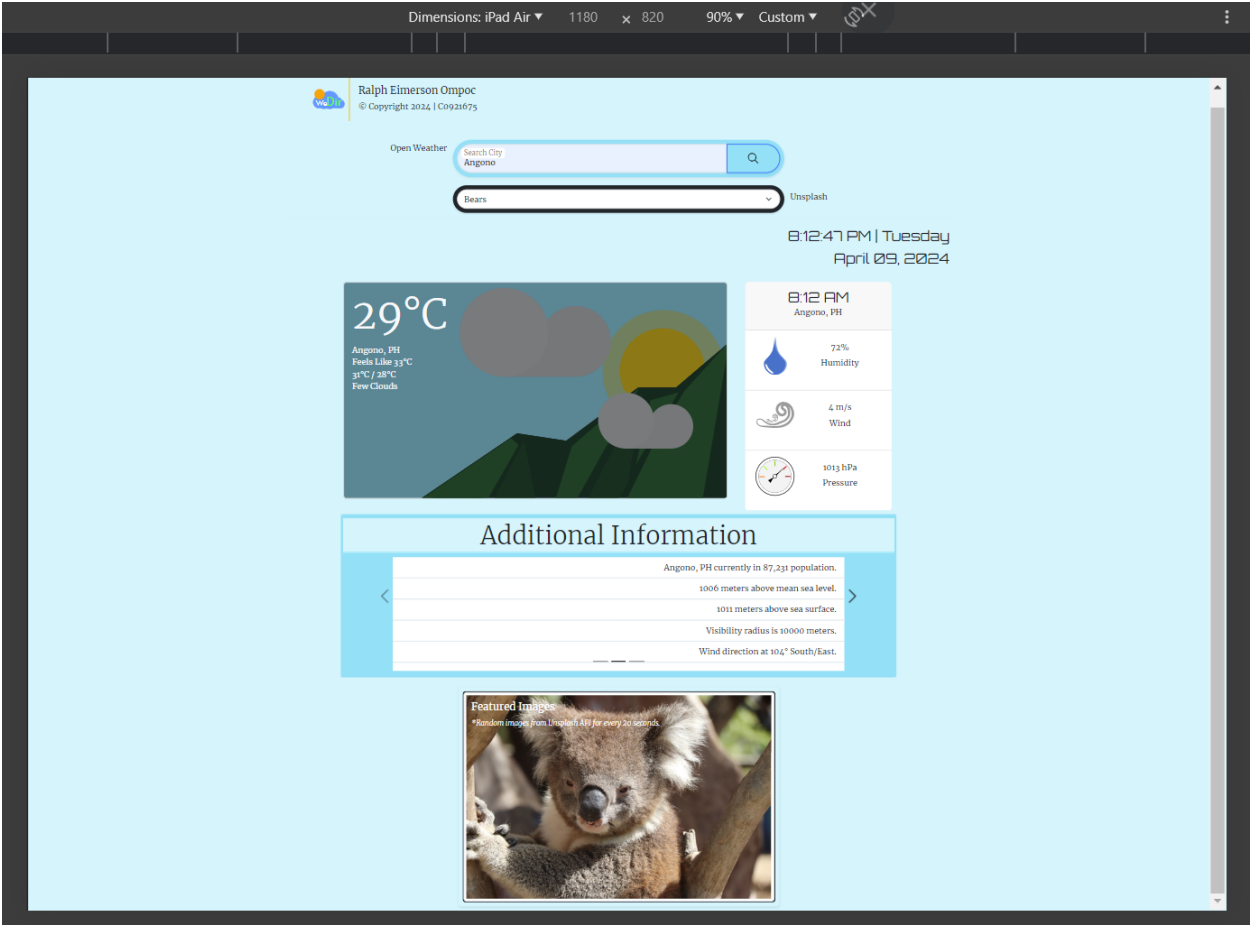 Dimensions: iPad Air ▼ 1180 x 820 90% ▼ Custom ▼
WeDir
Ralph Eimerson Ompoc
© Copyright 2024 | C0921675
Open Weather
Search City
Angono
Bears
Unsplash
8:12:47 PM | Tuesday
April 09, 2024
29°C
Angono, PH
Feels Like 33°C
31°C / 28°C
Few Clouds
8:12 AM
Angono, PH
72%
Humidity
4 m/s
Wind
1013 hPa
Pressure
Additional Information
Angono, PH currently in 87,231 population.
1006 meters above mean sea level.
1011 meters above sea surface.
Visibility radius is 10000 meters.
Wind direction at 104° South/East.
Featured Images
*Random images from Unsplash API for every 20 seconds.